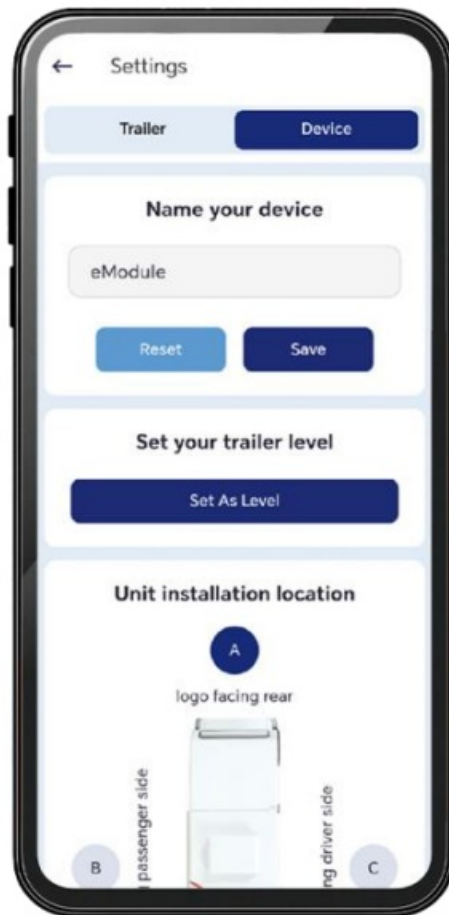 ← Settings
Trailer Device
Name your device
eModule
Reset Save
Set your trailer level
Set As Level
Unit installation location
A
logo facing rear
passenger side
driver side
B C